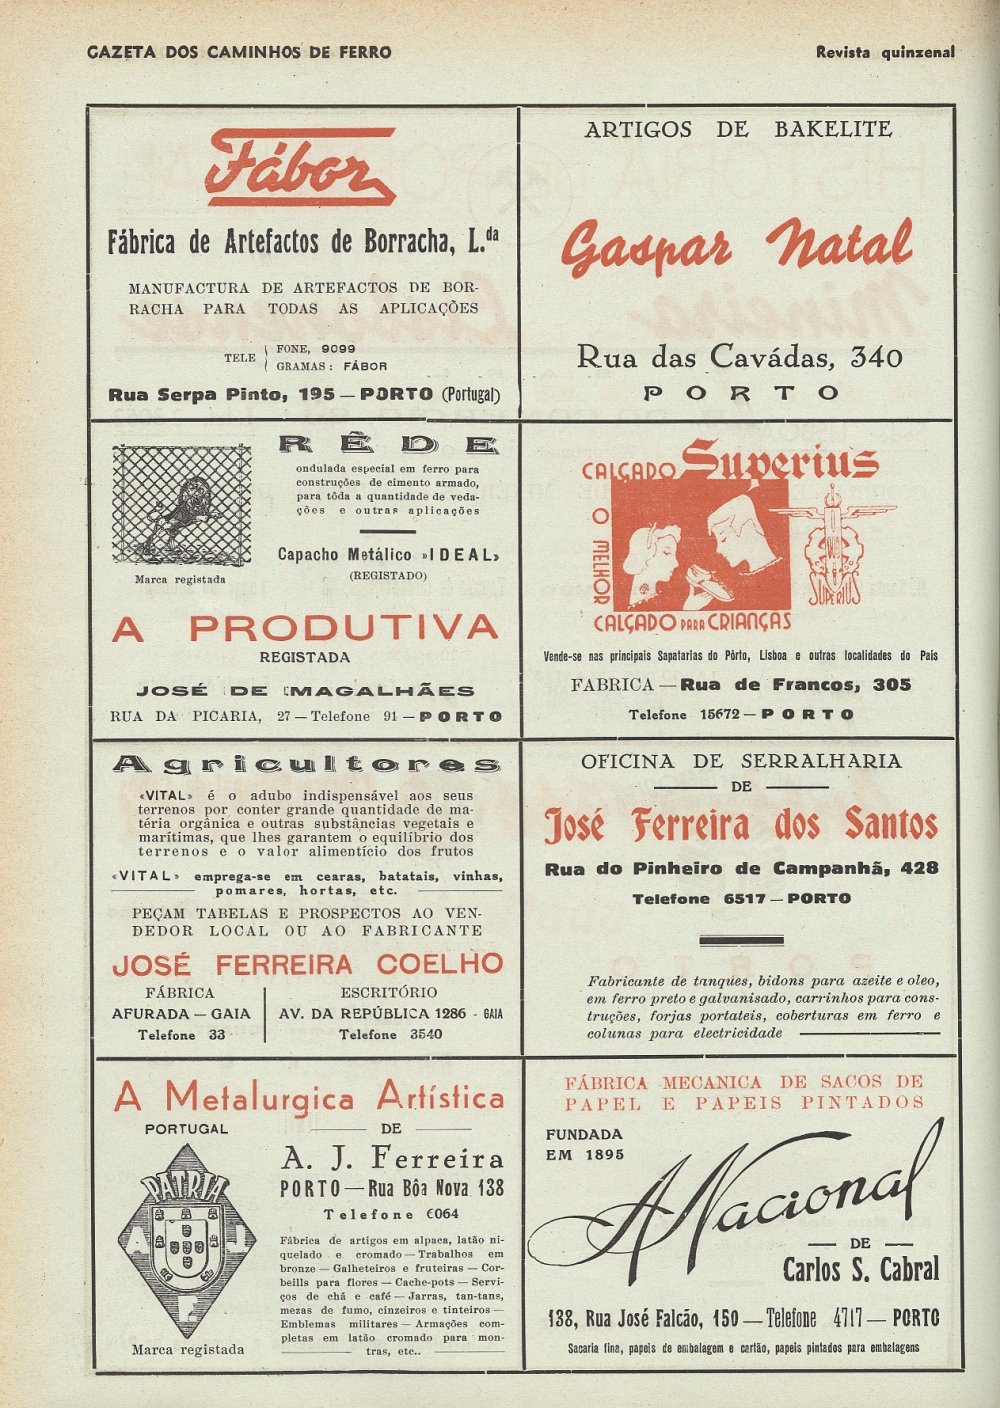 GAZETA DOS CAMINHOS DE FERRO
Revista quinzenal
Fábor
Fábrica de Artefactos de Borracha, L.da
MANUFACTURA DE ARTEFACTOS DE BOR-
RACHA PARA TODAS AS APLICAÇÕES
TELE { FONE, 9099
GRAMAS: FÁBOR
Rua Serpa Pinto, 195 — PORTO (Portugal)
ARTIGOS DE BAKELITE
Gaspar Natal
Rua das Cavádas, 340
PORTO
RÊDE
ondulada especial em ferro para
construções de cimento armado,
para tôda a quantidade de veda-
ções e outras aplicações
Capacho Metálico »IDEAL»
(REGISTADO)
Marca registada
A PRODUTIVA
REGISTADA
JOSÉ DE MAGALHÃES
RUA DA PICARIA, 27 — Telefone 91 — PORTO
CALÇADO Superius
O MELHOR
SUPERIUS
CALÇADO PARA CRIANÇAS
Vende-se nas principais Sapatarias do Pôrto, Lisboa e outras localidades do País
FABRICA — Rua de Francos, 305
Telefone 15672 — PORTO
Agricultores
«VITAL» é o adubo indispensável aos seus
terrenos por conter grande quantidade de ma-
téria orgânica e outras substâncias vegetais e
marítimas, que lhes garantem o equilíbrio dos
terrenos e o valor alimentício dos frutos
«VITAL» emprega-se em cearas, batatais, vinhas,
pomares, hortas, etc.
PEÇAM TABELAS E PROSPECTOS AO VEN-
DEDOR LOCAL OU AO FABRICANTE
JOSÉ FERREIRA COELHO
FÁBRICA
AFURADA — GAIA
Telefone 33
ESCRITÓRIO
AV. DA REPÚBLICA 1286 - GAIA
Telefone 3540
OFICINA DE SERRALHARIA
DE
José Ferreira dos Santos
Rua do Pinheiro de Campanhã, 428
Telefone 6517 — PORTO
Fabricante de tanques, bidons para azeite e oleo,
em ferro preto e galvanisado, carrinhos para cons-
truções, forjas portateis, coberturas em ferro e
colunas para electricidade
A Metalurgica Artística
PORTUGAL
DE
A. J. Ferreira
PORTO — Rua Bôa Nova 138
Telefone 6064
PATRIA
A J
F
Marca registada
Fábrica de artigos em alpaca, latão ni-
quelado e cromado — Trabalhos em
bronze — Galheteiros e fruteiras — Cor-
beills para flores — Cache-pots — Servi-
ços de chá e café — Jarras, tan-tans,
mezas de fumo, cinzeiros e tinteiros —
Emblemas militares — Armações com-
pletas em latão cromado para mon-
tras, etc..
FÁBRICA MECANICA DE SACOS DE
PAPEL E PAPEIS PINTADOS
FUNDADA
EM 1895
A Nacional
DE
Carlos S. Cabral
138, Rua José Falcão, 150 — Telefone 4717 — PORTO
Sacaria fina, papeis de embalagem e cartão, papeis pintados para embalagens